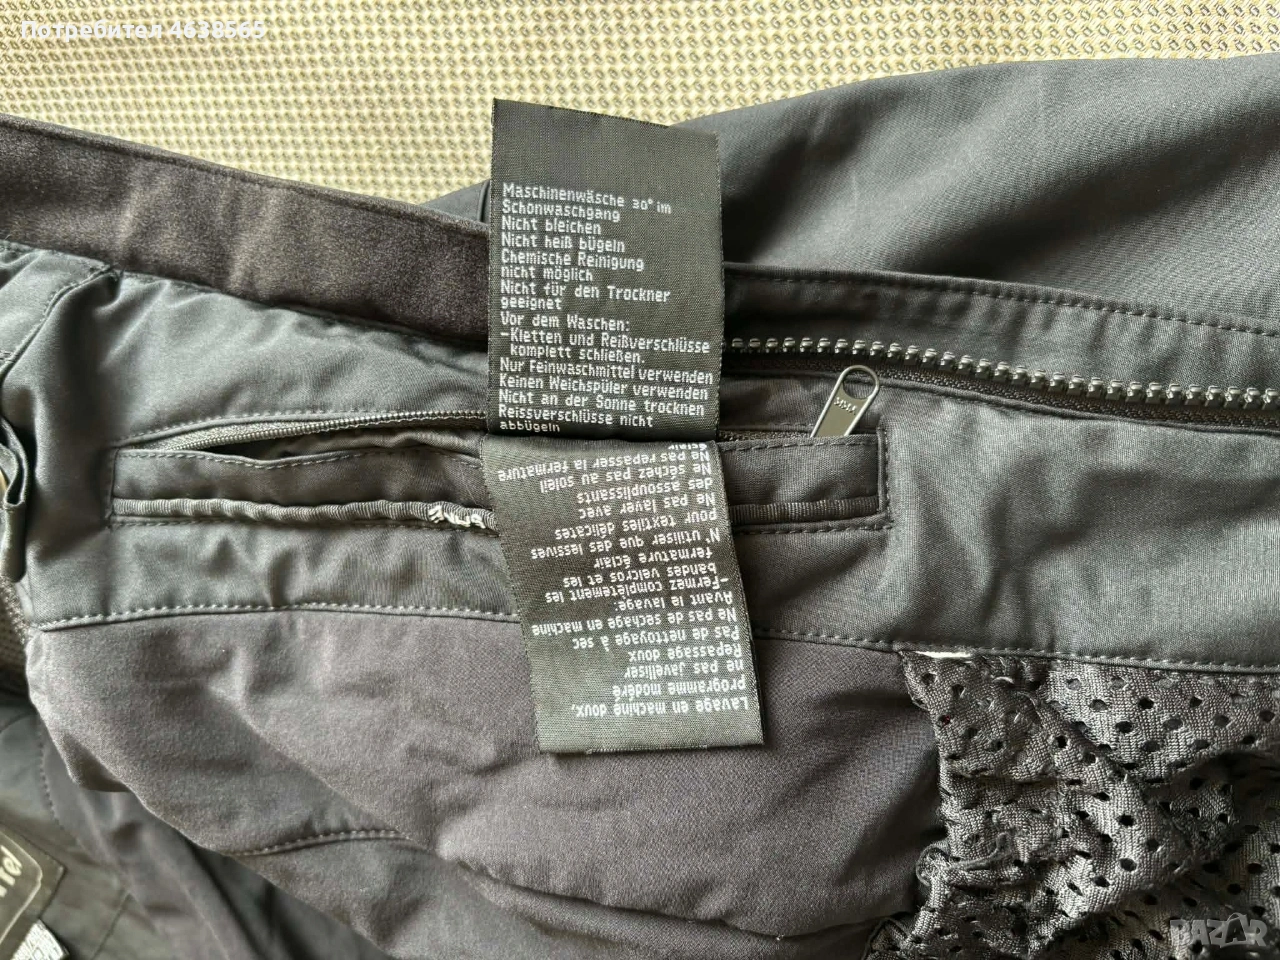 Потребител 4638565
Maschinenwäsche 30° im
Schonwaschgang
Nicht bleichen
Nicht heiß bügeln
Chemische Reinigung
nicht möglich
Nicht für den Trockner
geeignet
Vor dem Waschen:
-Kletten und Reißverschlüsse
komplett schließen.
Nur Feinwaschmittel verwenden
Keinen Weichspüler verwenden
Nicht an der Sonne trocknen
Reissverschlüsse nicht
abbügeln
Lavage en machine doux,
programme modéré
ne pas javelliser
Repassage doux
Pas de nettoyage à sec
Ne pas de séchage en machine
Avant le lavage:
-Fermez complètement les
bandes velcros et les
fermature éclair
N'utiliser que des lessives
pour textiles délicates
Ne pas laver avec
des assouplissants
Ne séchez pas au soleil
Ne pas repasser la fermature
éclair
BAZAR